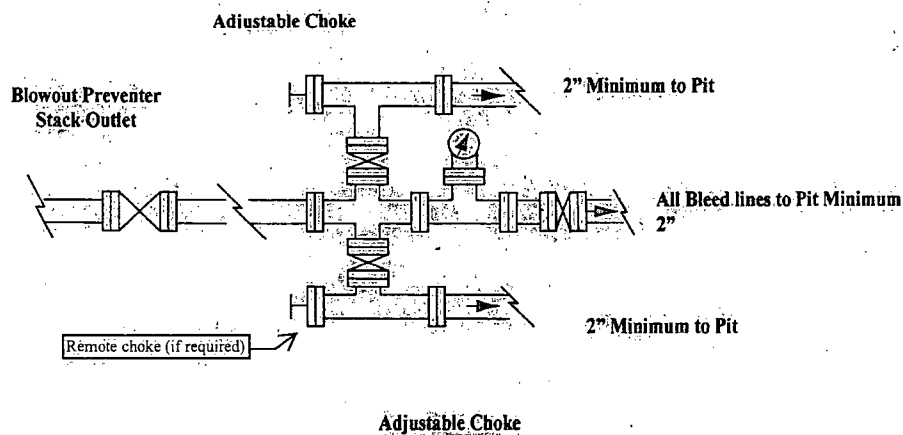 Adjustable Choke
Blowout Preventer
Stack Outlet
2" Minimum to Pit
All Bleed lines to Pit Minimum
2"
2" Minimum to Pit
Remote choke (if required)
Adjustable Choke